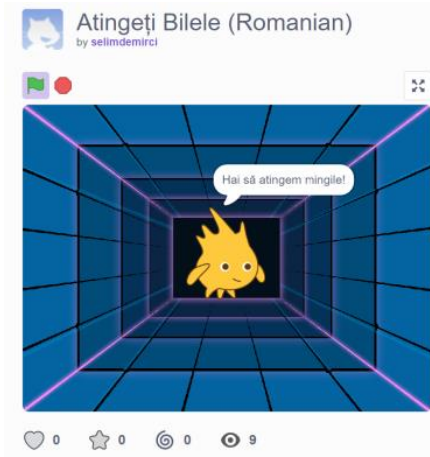 Atingeți Bilele (Romanian)
by selimdemirci
Hai să atingem mingile!
0 0 0 9